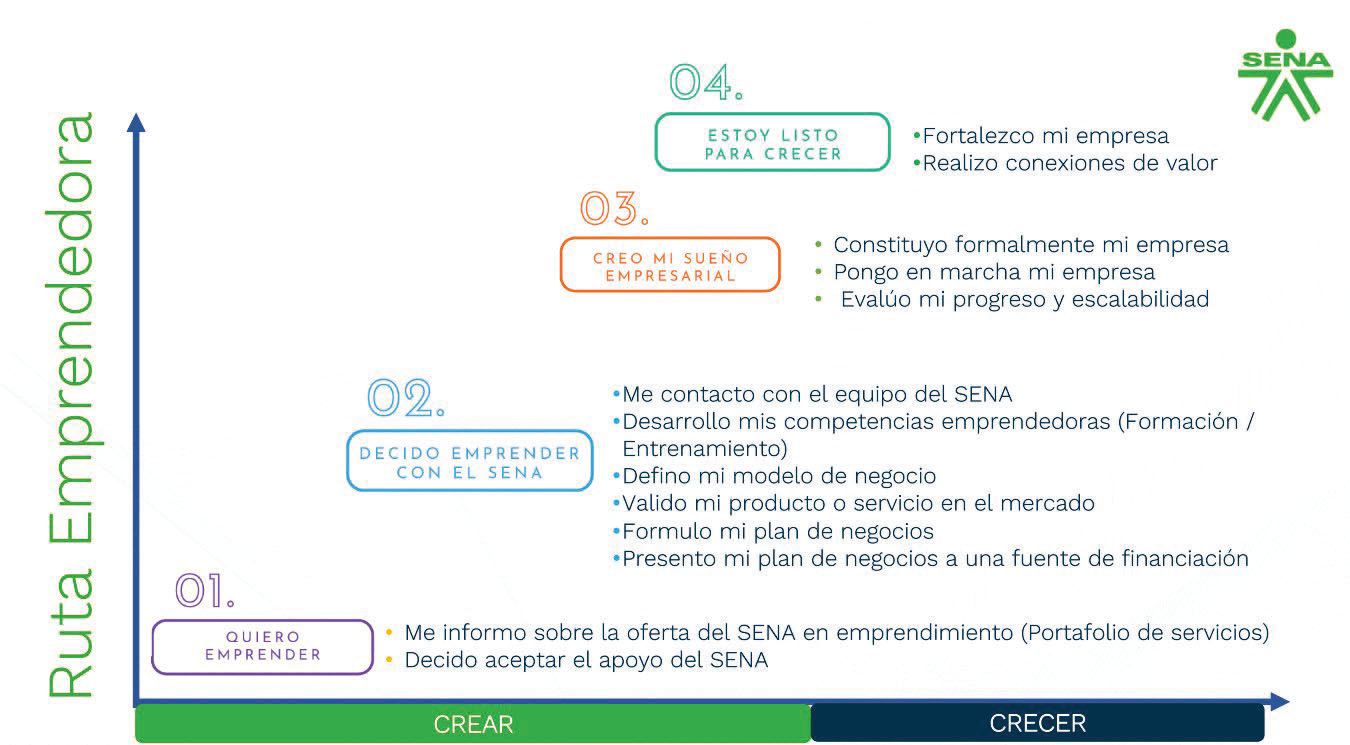 SENA
Ruta Emprendedora
04.
ESTOY LISTO
PARA CRECER
•Fortalezco mi empresa
•Realizo conexiones de valor
03.
CREO MI SUEÑO
EMPRESARIAL
• Constituyo formalmente mi empresa
• Pongo en marcha mi empresa
• Evalúo mi progreso y escalabilidad
02.
DECIDO EMPRENDER
CON EL SENA
•Me contacto con el equipo del SENA
•Desarrollo mis competencias emprendedoras (Formación /
Entrenamiento)
•Defino mi modelo de negocio
•Valido mi producto o servicio en el mercado
•Formulo mi plan de negocios
•Presento mi plan de negocios a una fuente de financiación
01.
QUIERO
EMPRENDER
• Me informo sobre la oferta del SENA en emprendimiento (Portafolio de servicios)
• Decido aceptar el apoyo del SENA
CREAR
CRECER